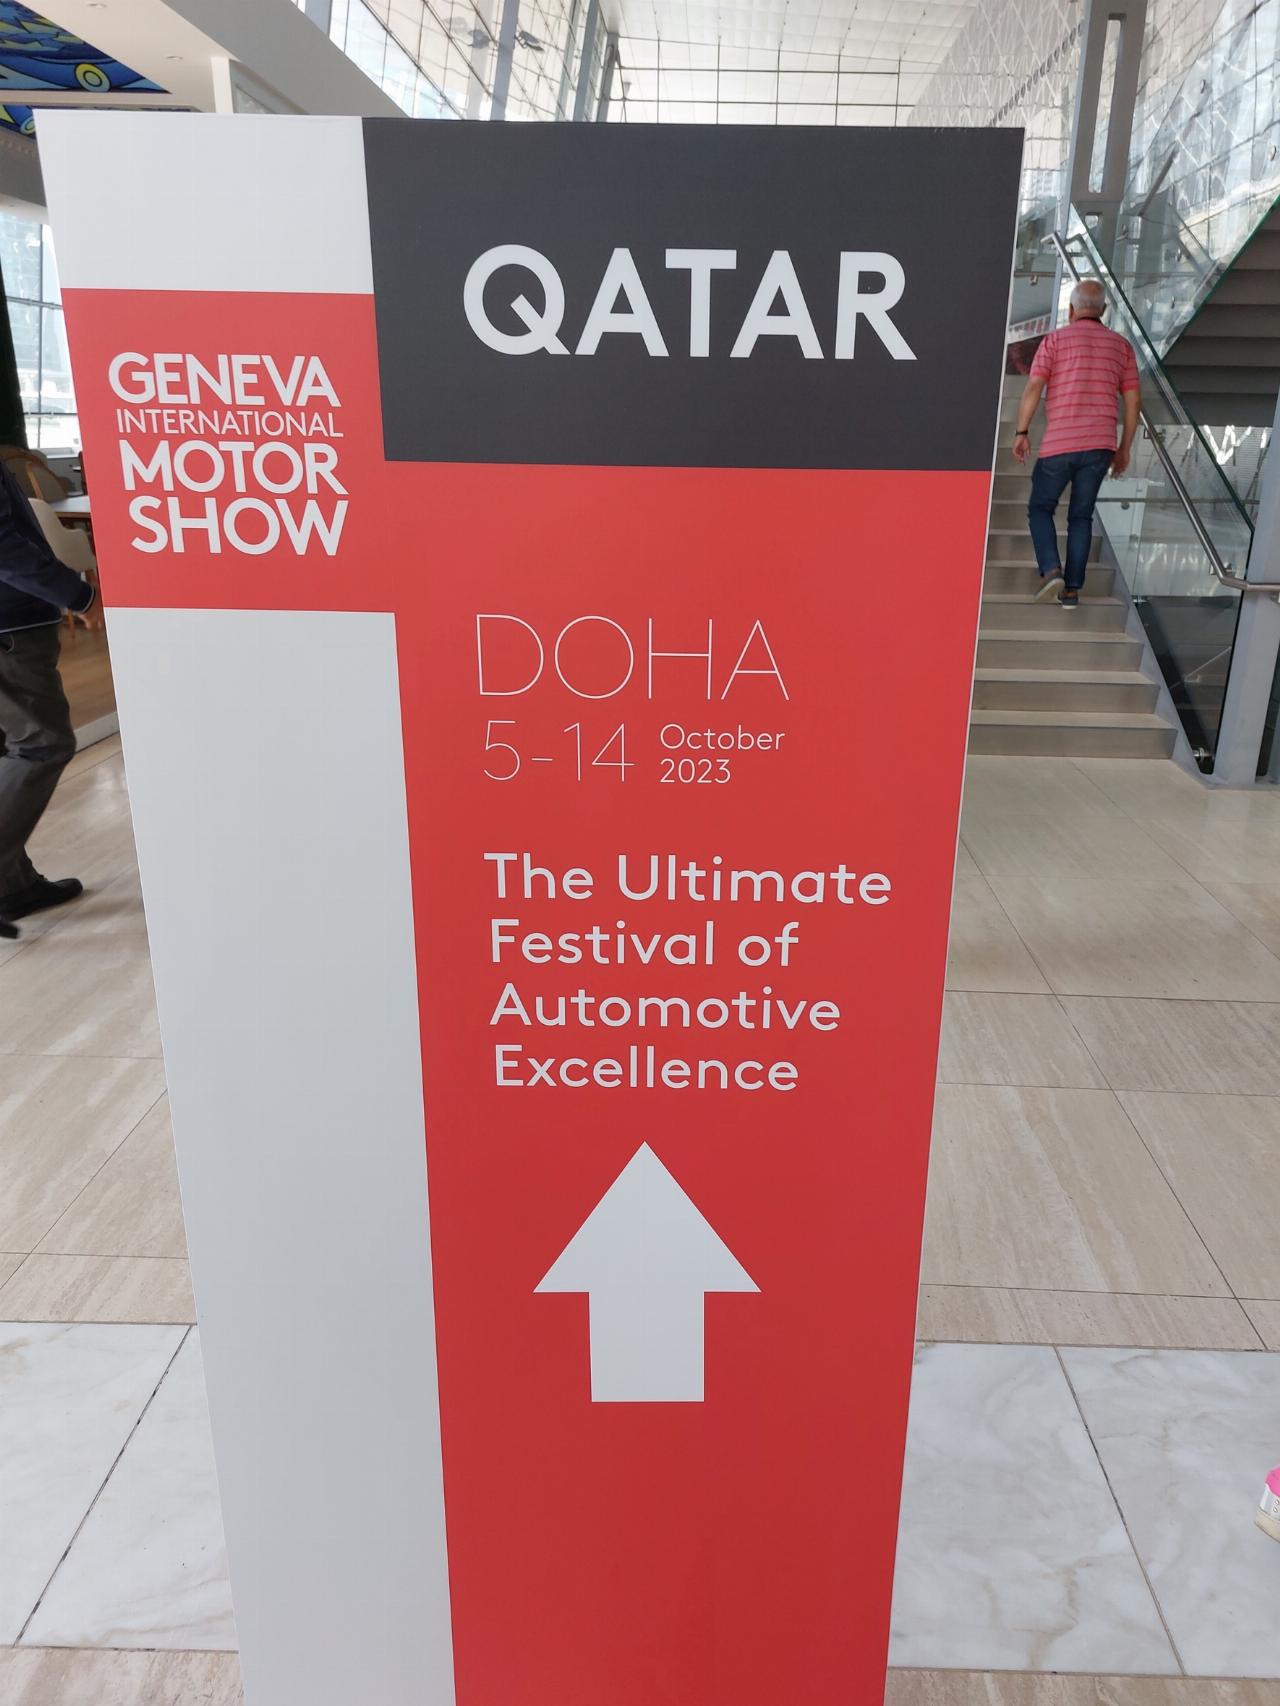 QATAR
GENEVA
INTERNATIONAL
MOTOR
SHOW
DOHA
5-14 October
2023
The Ultimate
Festival of
Automotive
Excellence